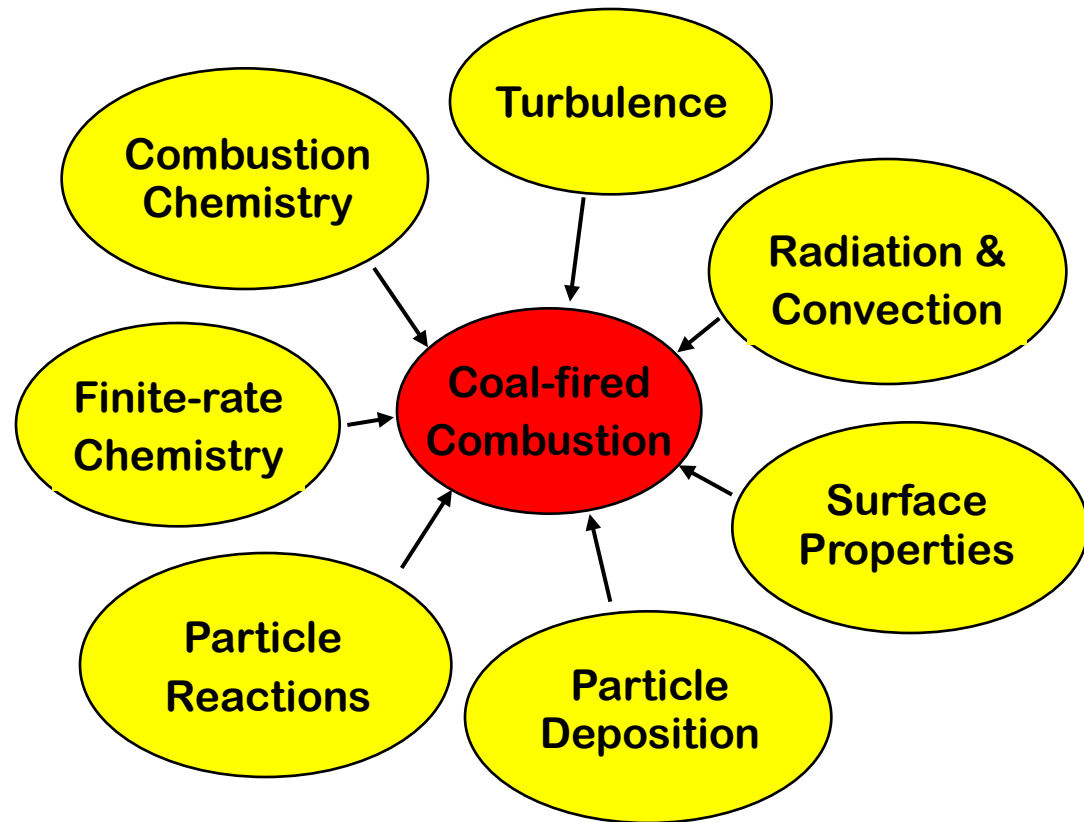 Turbulence
Combustion
Chemistry
Radiation &
Convection
Coal-fired
Combustion
Finite-rate
Chemistry
Surface
Properties
Particle
Reactions
Particle
Deposition